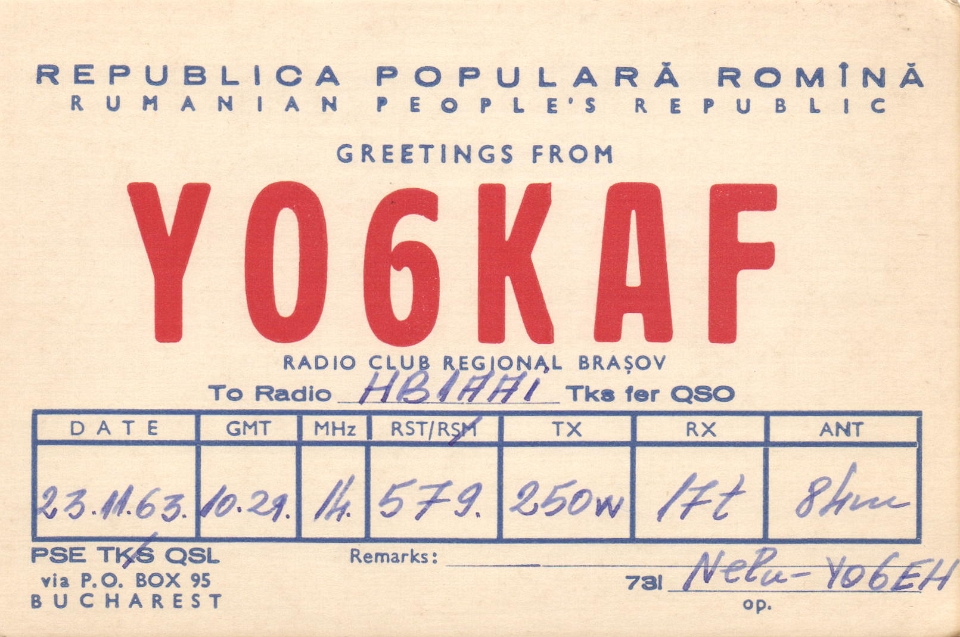 REPUBLICA POPULARĂ ROMÎNĂ
RUMANIAN PEOPLE'S REPUBLIC
GREETINGS FROM
YO6KAF
RADIO CLUB REGIONAL BRAȘOV
To Radio HB1AAI Tks fer QSO
DATE GMT MHz RST/RSM TX RX ANT
23.11.63. 10.29. 14. 579. 250w 17t 84m
PSE TKS QSL Remarks:
via P.O. BOX 95
BUCHAREST
731 Nelu - YO6EH
op.